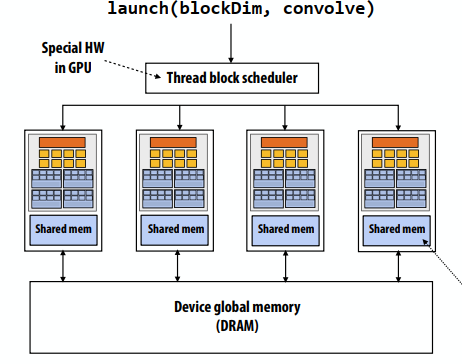 launch(blockDim, convolve)
Special HW
in GPU
Thread block scheduler
Shared mem
Shared mem
Shared mem
Shared mem
Device global memory
(DRAM)